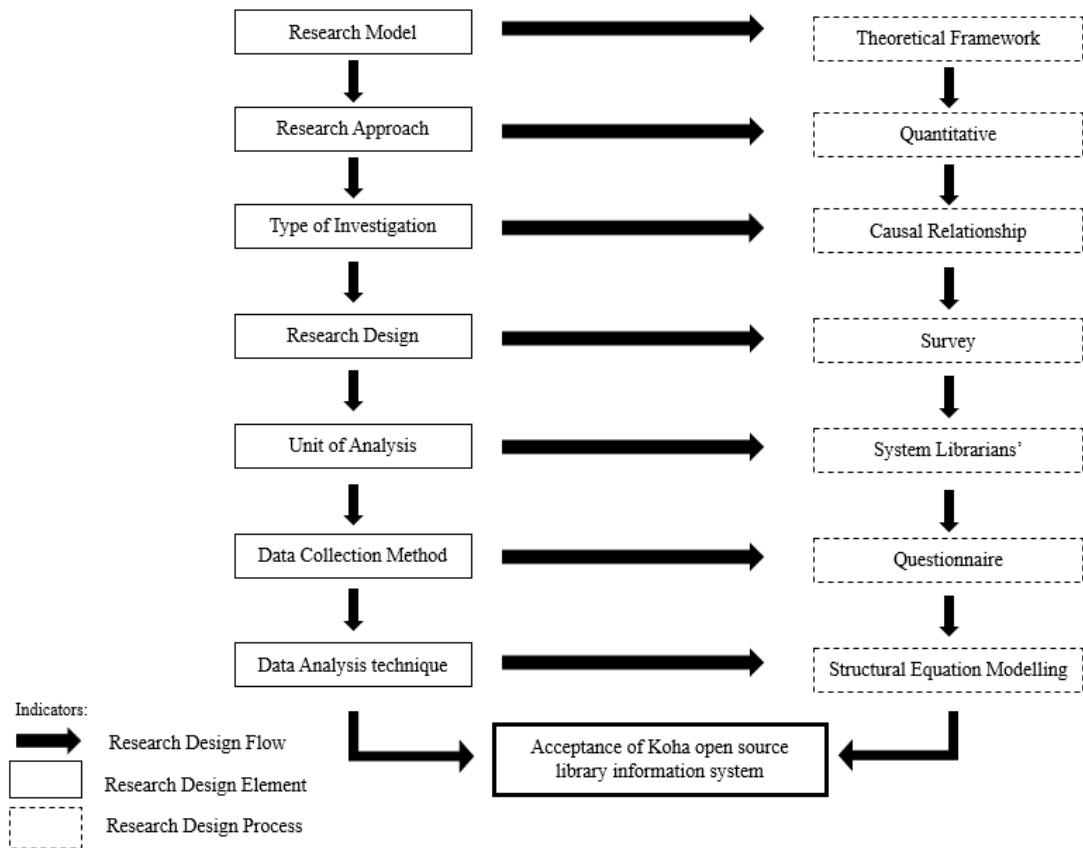 Research Model
Theoretical Framework
Research Approach
Quantitative
Type of Investigation
Causal Relationship
Research Design
Survey
Unit of Analysis
System Librarians’
Data Collection Method
Questionnaire
Data Analysis technique
Structural Equation Modelling
Acceptance of Koha open source
library information system
Indicators:
Research Design Flow
Research Design Element
Research Design Process